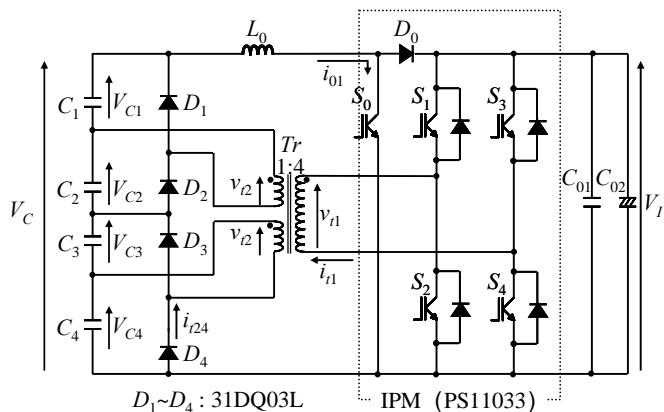 L0
D0
i01
S0
S1
S3
C1
VC1
D1
Tr
1:4
C2
VC2
D2
vt2
vt1
C01
C02
VC
VI
C3
VC3
D3
vt2
it1
S2
S4
C4
VC4
it24
D4
D1~D4 : 31DQ03L
IPM (PS11033)